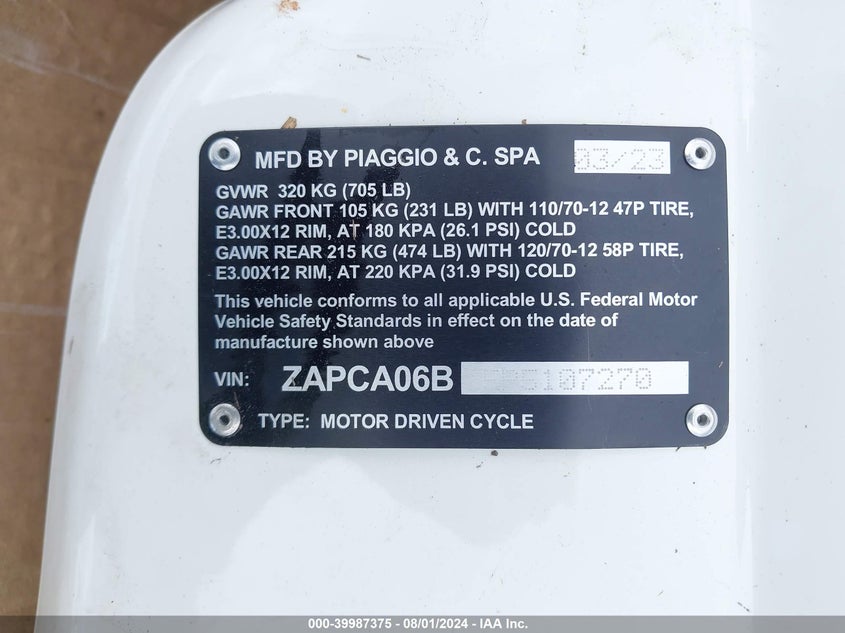 MFD BY PIAGGIO & C. SPA 03/23
GVWR 320 KG (705 LB)
GAWR FRONT 105 KG (231 LB) WITH 110/70-12 47P TIRE,
E3.00X12 RIM, AT 180 KPA (26.1 PSI) COLD
GAWR REAR 215 KG (474 LB) WITH 120/70-12 58P TIRE,
E3.00X12 RIM, AT 220 KPA (31.9 PSI) COLD
This vehicle conforms to all applicable U.S. Federal Motor
Vehicle Safety Standards in effect on the date of
manufacture shown above
VIN: ZAPCA06B
TYPE: MOTOR DRIVEN CYCLE
000-39987375 - 08/01/2024 - IAA Inc.